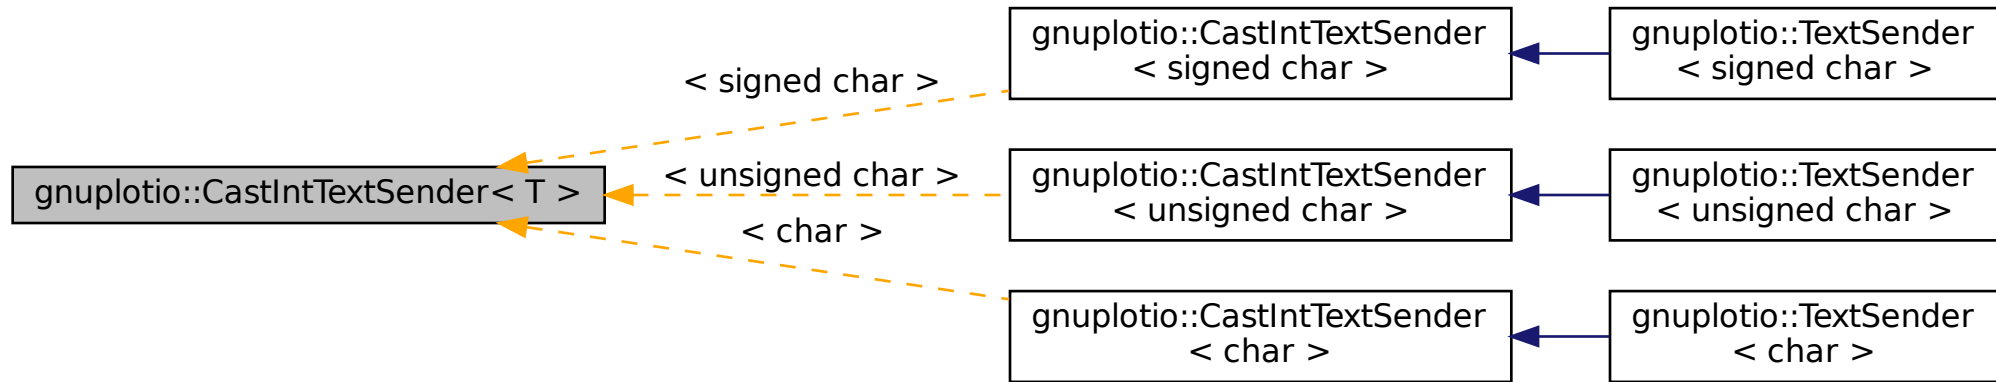 gnuplotio::CastIntTextSender< T >
< signed char >
< unsigned char >
< char >
gnuplotio::CastIntTextSender
< signed char >
gnuplotio::TextSender
< signed char >
gnuplotio::CastIntTextSender
< unsigned char >
gnuplotio::TextSender
< unsigned char >
gnuplotio::CastIntTextSender
< char >
gnuplotio::TextSender
< char >